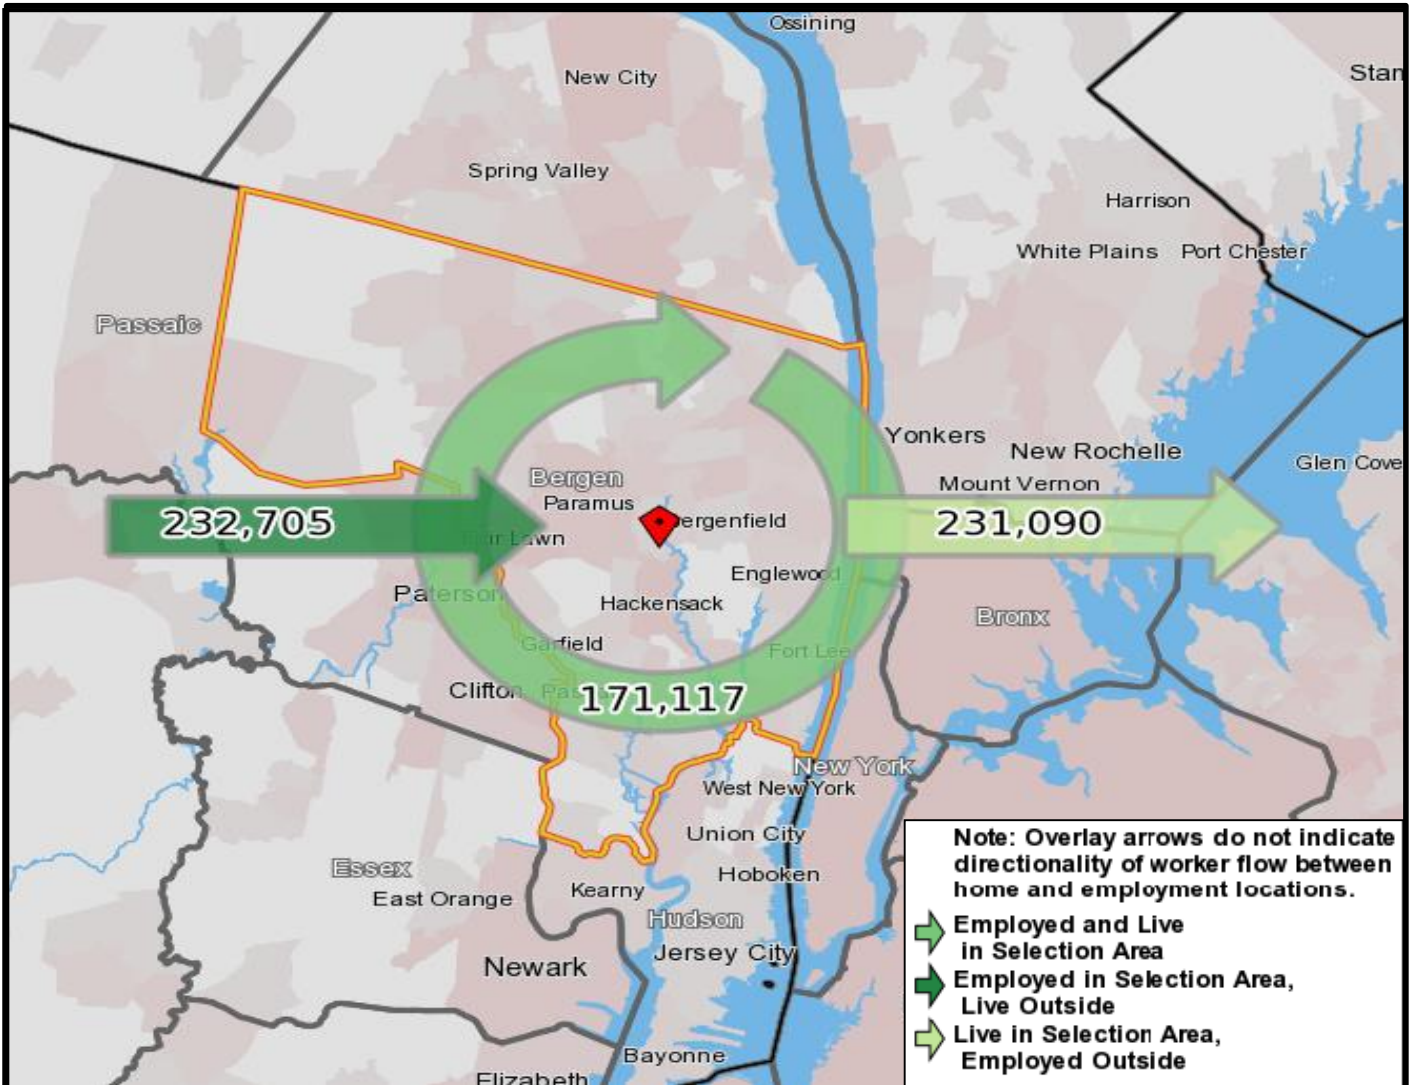 Ossining
New City
Stan
Spring Valley
Harrison
White Plains
Port Chester
Passaic
Yonkers
New Rochelle
Glen Cove
Bergen
Mount Vernon
Paramus
232,705
ergenfield
231,090
Fair Lawn
Englewood
Paterson
Hackensack
Bronx
Garfield
Fort Lee
Clifton
171,117
New York
West New York
Union City
Essex
Hoboken
East Orange
Kearny
Hudson
Jersey City
Newark
Bayonne
Elizabeth
Note: Overlay arrows do not indicate
directionality of worker flow between
home and employment locations.
Employed and Live
in Selection Area
Employed in Selection Area,
Live Outside
Live in Selection Area,
Employed Outside